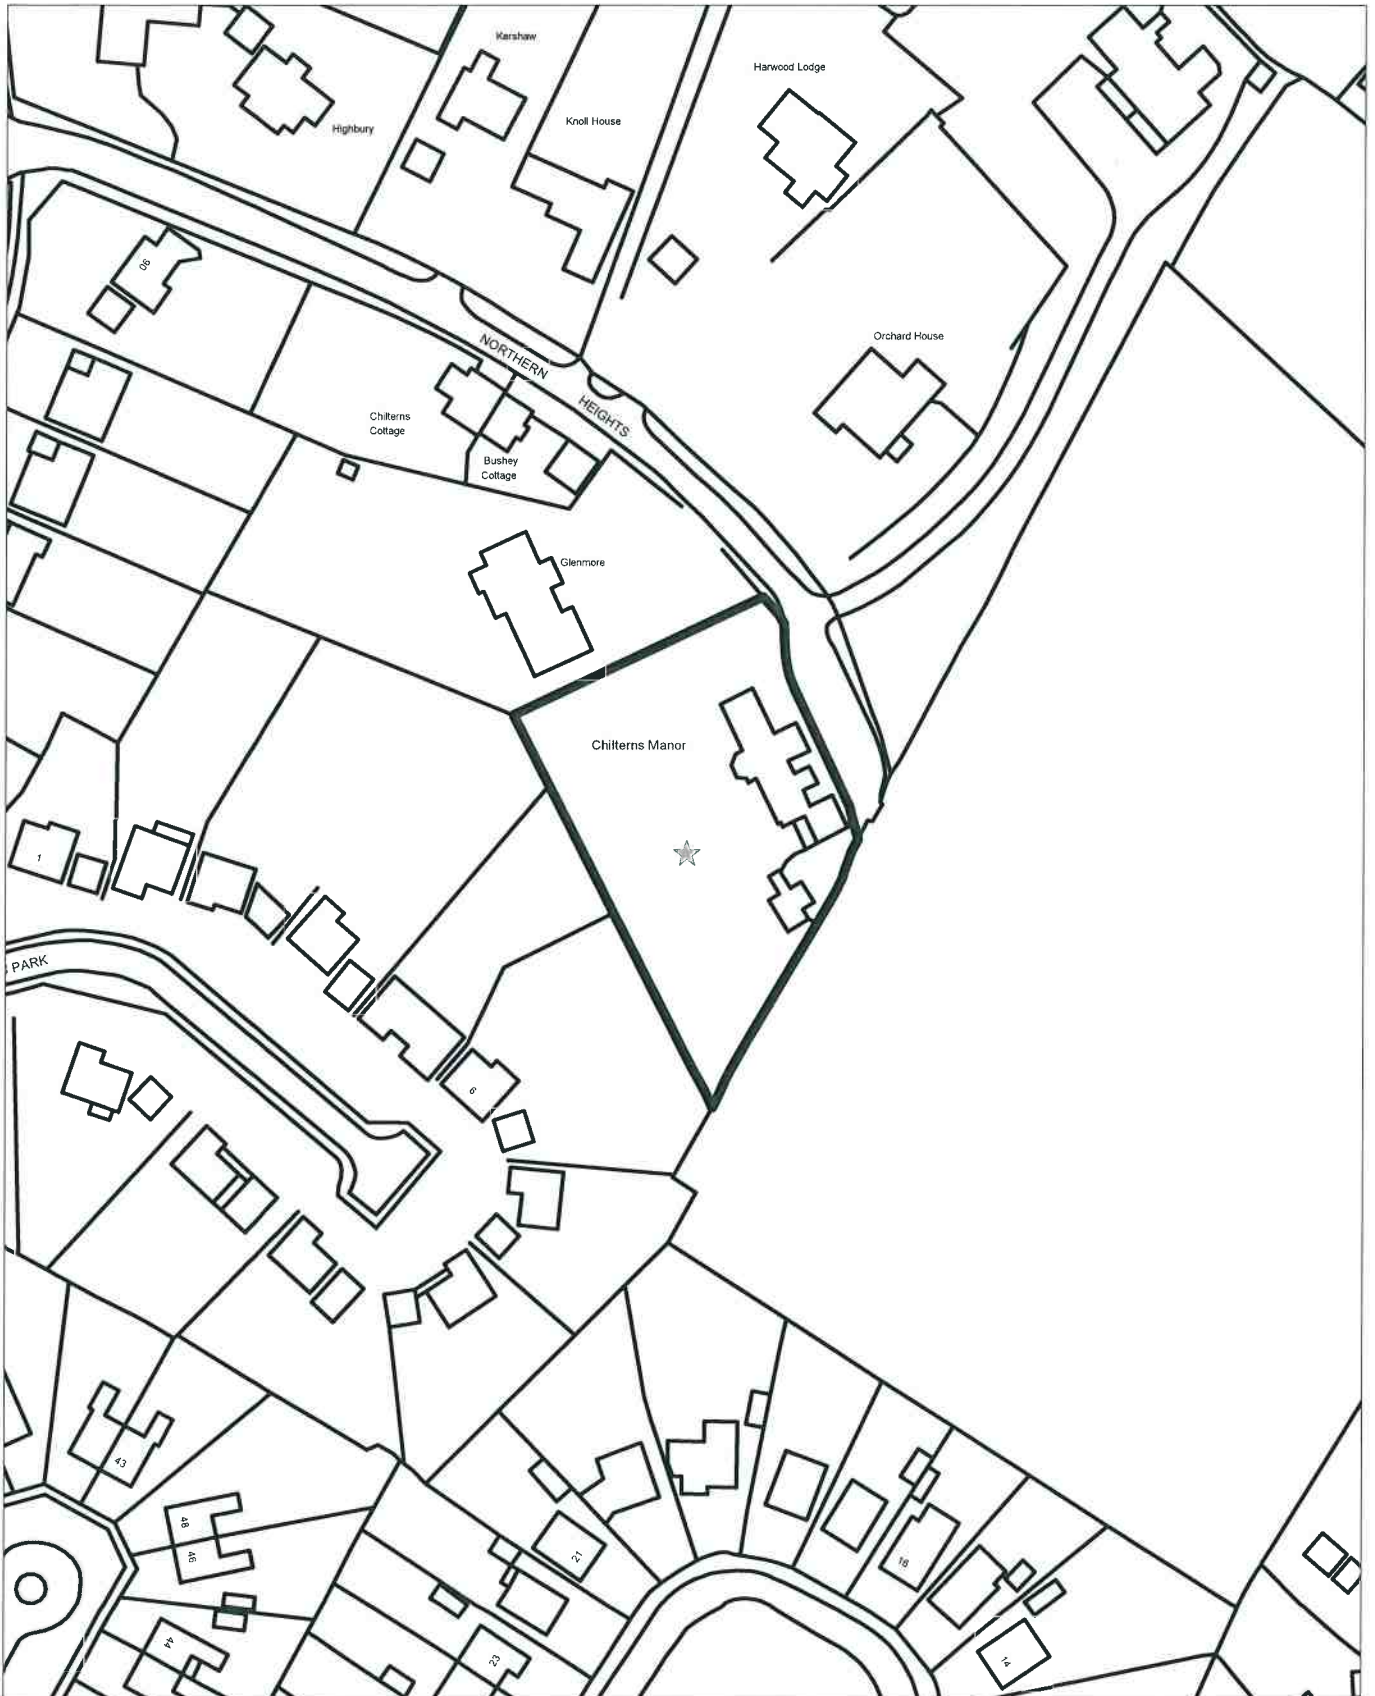 Kershaw
Harwood Lodge
Knoll House
Highbury
90
Orchard House
NORTHERN
HEIGHTS
Chilterns
Cottage
Bushey
Cottage
Glenmore
Chilterns Manor
1
PARK
6
43
48
46
21
16
44
23
14